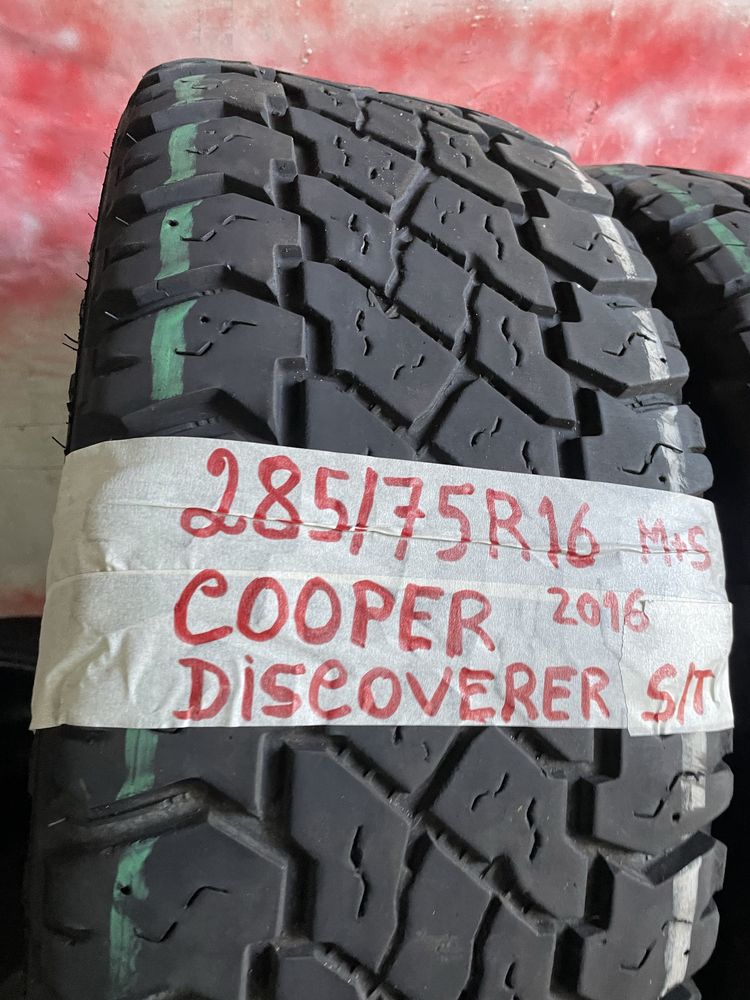 285/75R16 M+S
COOPER 2016
DiSCOVERER S/T